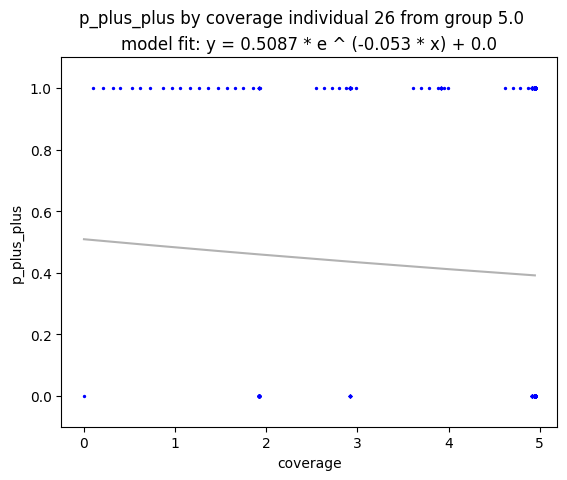 p_plus_plus by coverage individual 26 from group 5.0
model fit: y = 0.5087 * e ^ (-0.053 * x) + 0.0
1.0
0.8
0.6
0.4
0.2
0.0
p_plus_plus
0 1 2 3 4 5
coverage